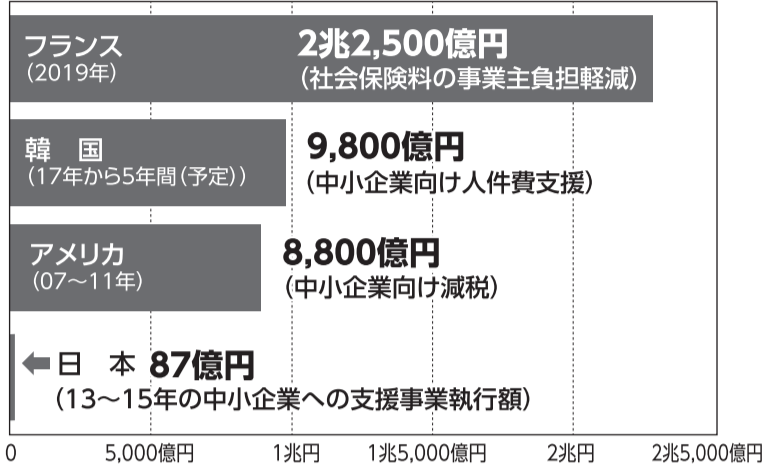 フランス
(2019年)
2兆2,500億円
(社会保険料の事業主負担軽減)
韓　国
(17年から5年間(予定))
9,800億円
(中小企業向け人件費支援)
アメリカ
(07～11年)
8,800億円
(中小企業向け減税)
日　本 87億円
(13～15年の中小企業への支援事業執行額)
0 5,000億円 1兆円 1兆5,000億円 2兆円 2兆5,000億円